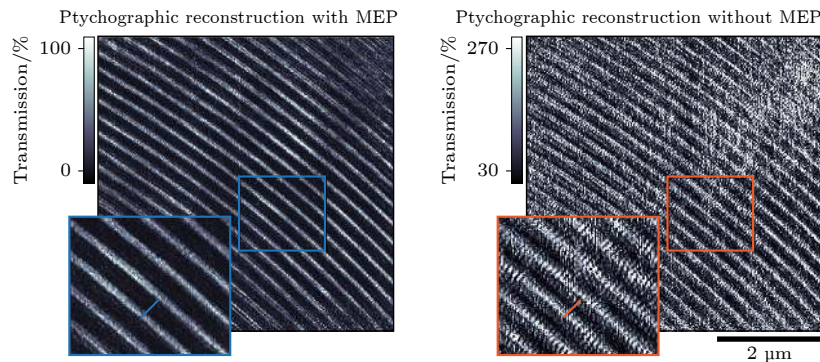 Ptychographic reconstruction with MEP
100
0
Transmission/%
Ptychographic reconstruction without MEP
270
30
Transmission/%
2 µm